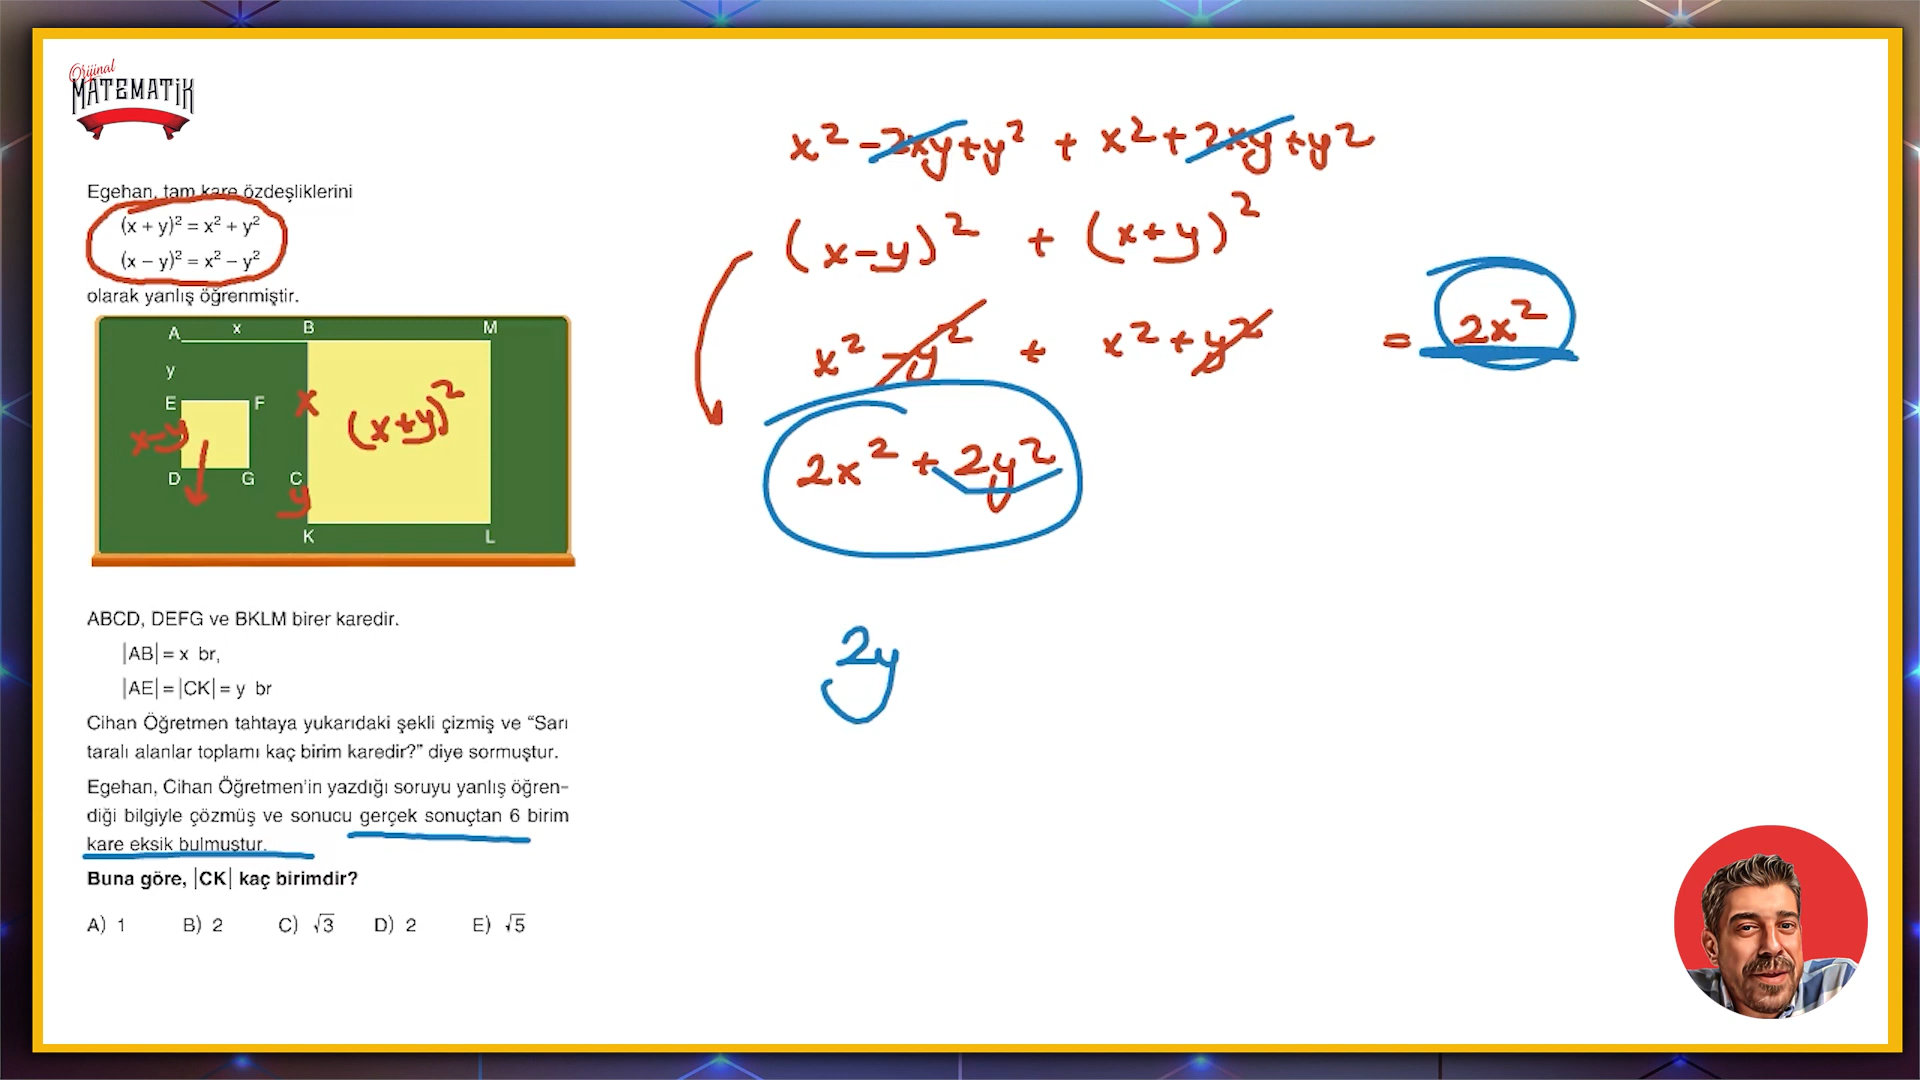 Orijinal
MATEMATİK
Egehan, tam kare özdeşliklerini
(x + y)² = x² + y²
(x – y)² = x² – y²
olarak yanlış öğrenmiştir.
A x B M
y
E F x (x+y)²
x-y
D G C
y
K L
ABCD, DEFG ve BKLM birer karedir.
|AB| = x br,
|AE| = |CK| = y br
Cihan Öğretmen tahtaya yukarıdaki şekli çizmiş ve “Sarı
taralı alanlar toplamı kaç birim karedir?” diye sormuştur.
Egehan, Cihan Öğretmen’in yazdığı soruyu yanlış öğren-
diği bilgiyle çözmüş ve sonucu gerçek sonuçtan 6 birim
kare eksik bulmuştur.
Buna göre, |CK| kaç birimdir?
A) 1 B) 2 C) √3 D) 2 E) √5
x² - 2xy + y² + x² + 2xy + y²
(x-y)² + (x+y)²
x² - y² + x² + y² = 2x²
2x² + 2y²
2y